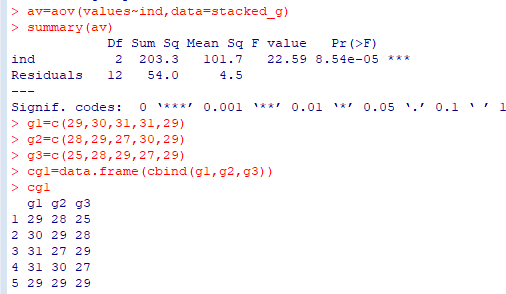 > av=aov(values~ind,data=stacked_g)
> summary(av)
            Df Sum Sq Mean Sq F value   Pr(>F)
ind          2  203.3   101.7   22.59 8.54e-05 ***
Residuals   12   54.0     4.5
---
Signif. codes:  0 ‘***’ 0.001 ‘**’ 0.01 ‘*’ 0.05 ‘.’ 0.1 ‘ ’ 1
> g1=c(29,30,31,31,29)
> g2=c(28,29,27,30,29)
> g3=c(25,28,29,27,29)
> cg1=data.frame(cbind(g1,g2,g3))
> cg1
  g1 g2 g3
1 29 28 25
2 30 29 28
3 31 27 29
4 31 30 27
5 29 29 29